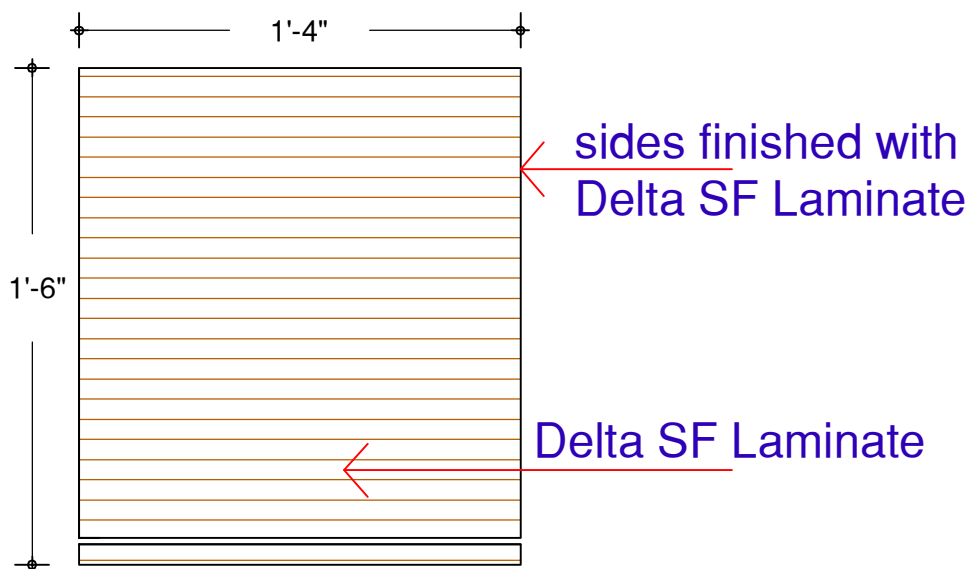 1'-4"
sides finished with
Delta SF Laminate
1'-6"
Delta SF Laminate